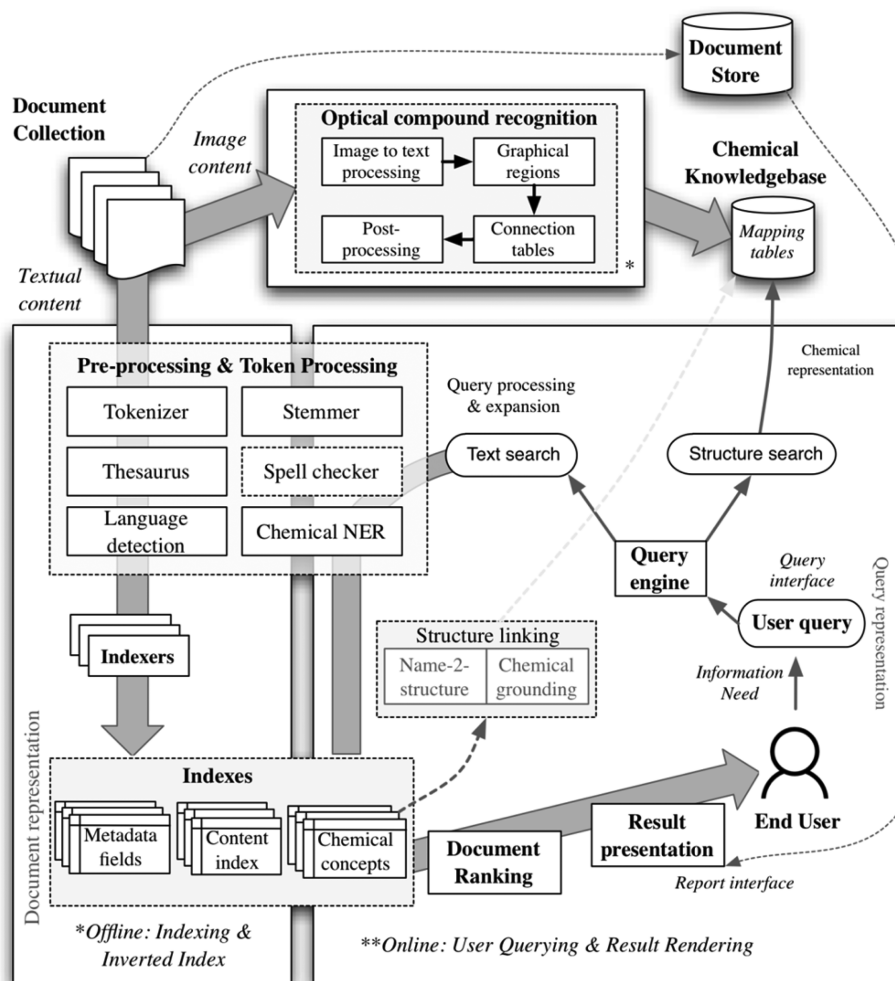 Document
Store
Document
Collection
Image
content
Optical compound recognition
Image to text
processing
Graphical
regions
Post-
processing
Connection
tables
*
Chemical
Knowledgebase
Mapping
tables
Textual
content
Pre-processing & Token Processing
Tokenizer
Stemmer
Thesaurus
Spell checker
Language
detection
Chemical NER
Query processing
& expansion
Text search
Structure search
Chemical
representation
Query
engine
Query
interface
User query
Query representation
Information
Need
Indexers
Structure linking
Name-2-
structure
Chemical
grounding
End User
Document representation
Indexes
Metadata
fields
Content
index
Chemical
concepts
Document
Ranking
Result
presentation
Report interface
*Offline: Indexing &
Inverted Index
**Online: User Querying & Result Rendering